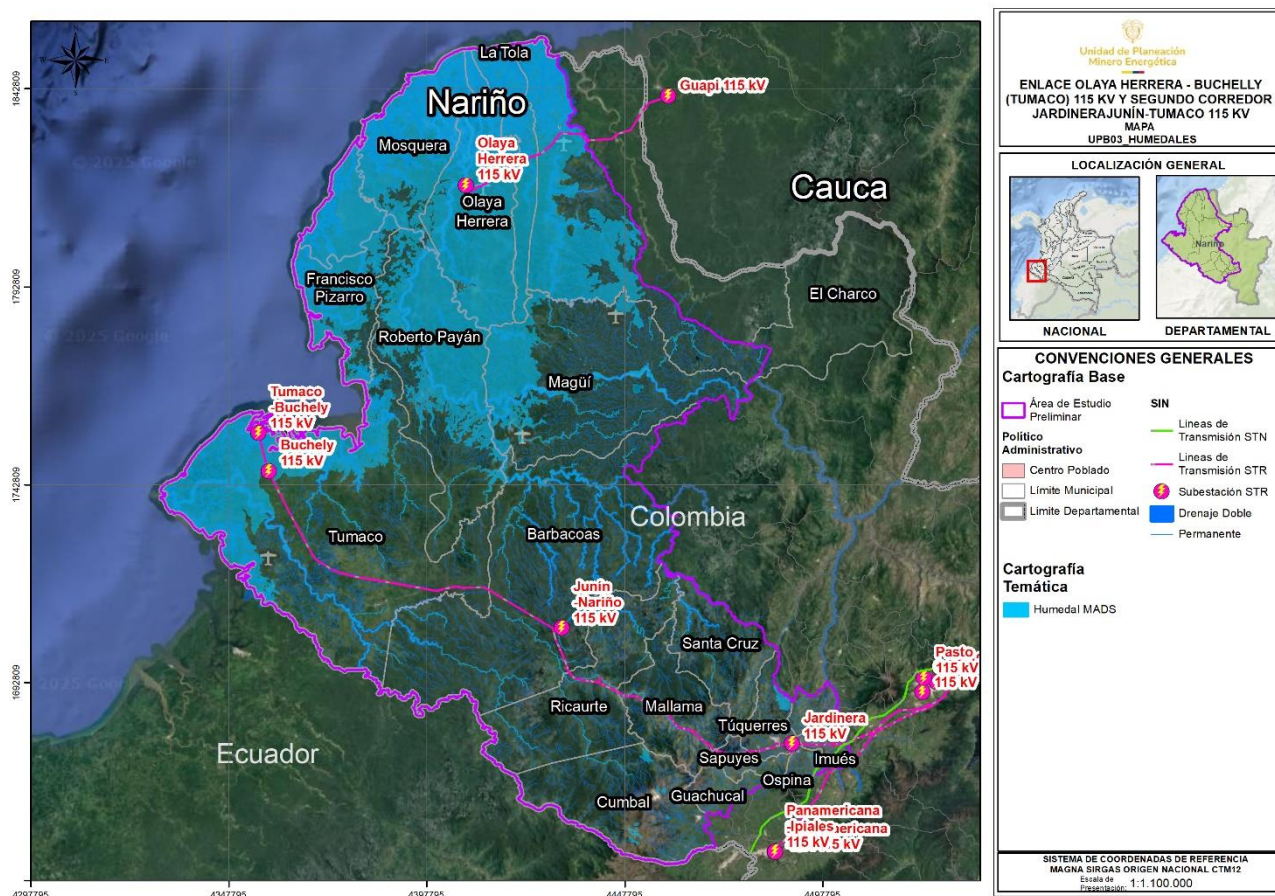 La Tola
Nariño
Guapi 115 kV
Mosquera
Olaya
Herrera
115 kV
Olaya
Herrera
Cauca
Francisco
Pizarro
El Charco
Roberto Payán
Magüí
Tumaco
-Buchely
115 kV
Buchely
115 kV
Colombia
Tumaco
Barbacoas
Junín
-Nariño
115 kV
Santa Cruz
Pasto
115 kV
115 kV
Ricaurte
Mallama
Túquerres
Jardinera
115 kV
Sapuyes
Imués
Ospina
Ecuador
Cumbal
Guachucal
Panamericana
-Ipiales
115 kV
© 2025 Google
© 2025 Google
1842809
1792809
1742809
1692809
4297795
4347795
4397795
4447795
4497795
Unidad de Planeación
Minero Energética
ENLACE OLAYA HERRERA - BUCHELLY
(TUMACO) 115 KV Y SEGUNDO CORREDOR
JARDINERAJUNÍN-TUMACO 115 KV
MAPA
UPB03_HUMEDALES
LOCALIZACIÓN GENERAL
Nariño
NACIONAL
DEPARTAMENTAL
CONVENCIONES GENERALES
Cartografía Base
Área de Estudio
Preliminar
Político
Administrativo
Centro Poblado
Límite Municipal
Limite Departamental
SIN
Lineas de
Transmisión STN
Lineas de
Transmisión STR
Subestación STR
Drenaje Doble
Permanente
Cartografía
Temática
Humedal MADS
SISTEMA DE COORDENADAS DE REFERENCIA
MAGNA SIRGAS ORIGEN NACIONAL CTM12
Escala de
Presentación: 1:1.100.000